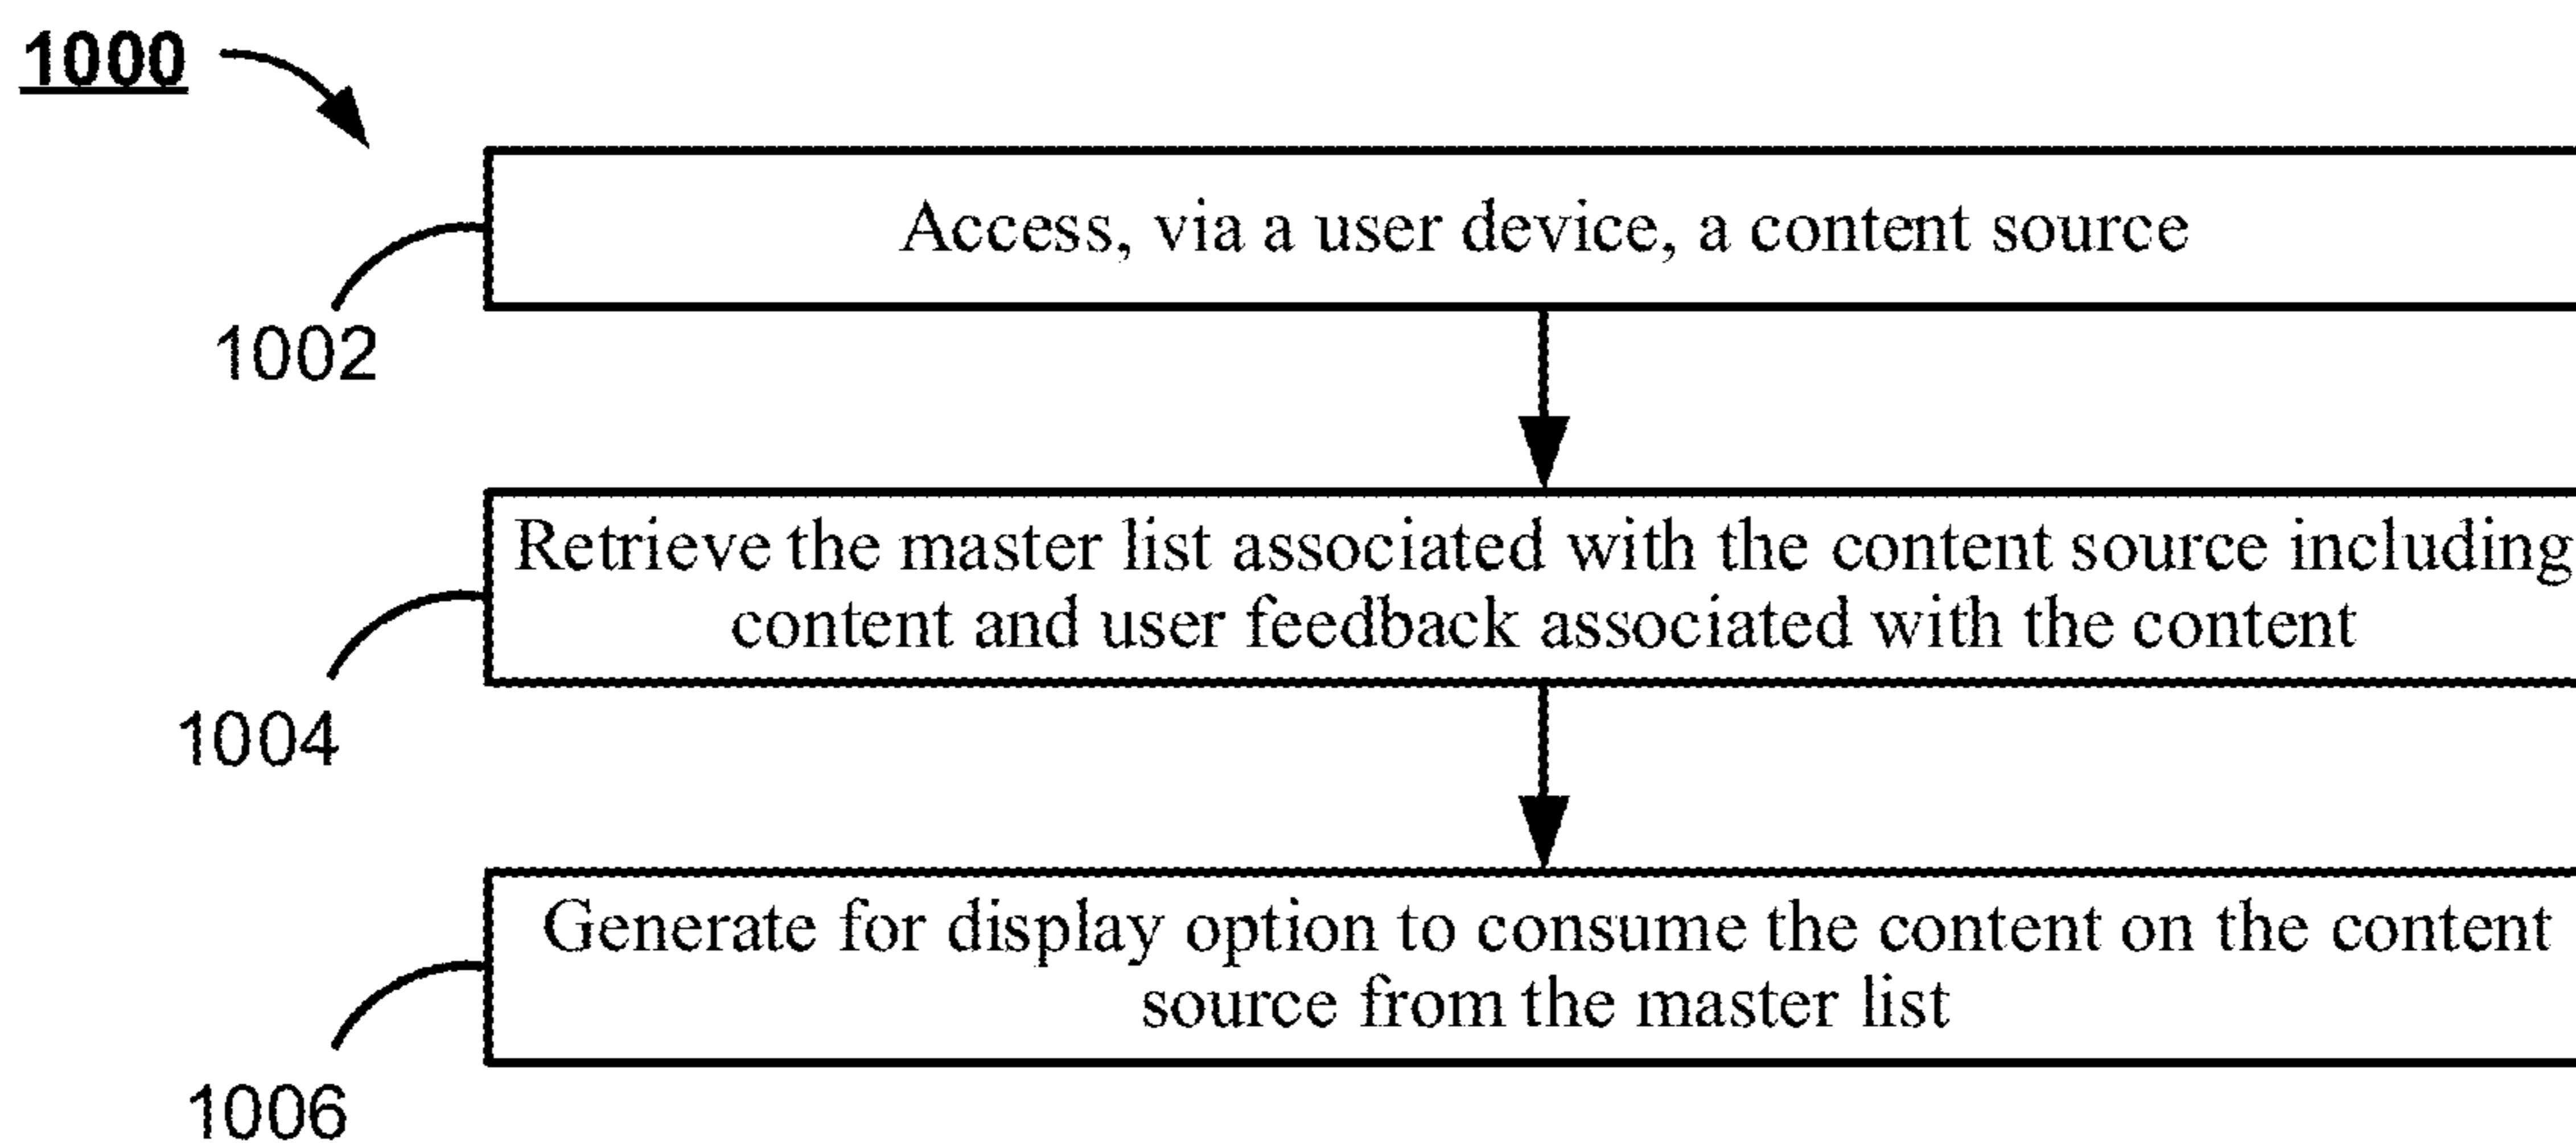 1000
Access, via a user device, a content source
1002
Retrieve the master list associated with the content source including
content and user feedback associated with the content
1004
Generate for display option to consume the content on the content
source from the master list
1006